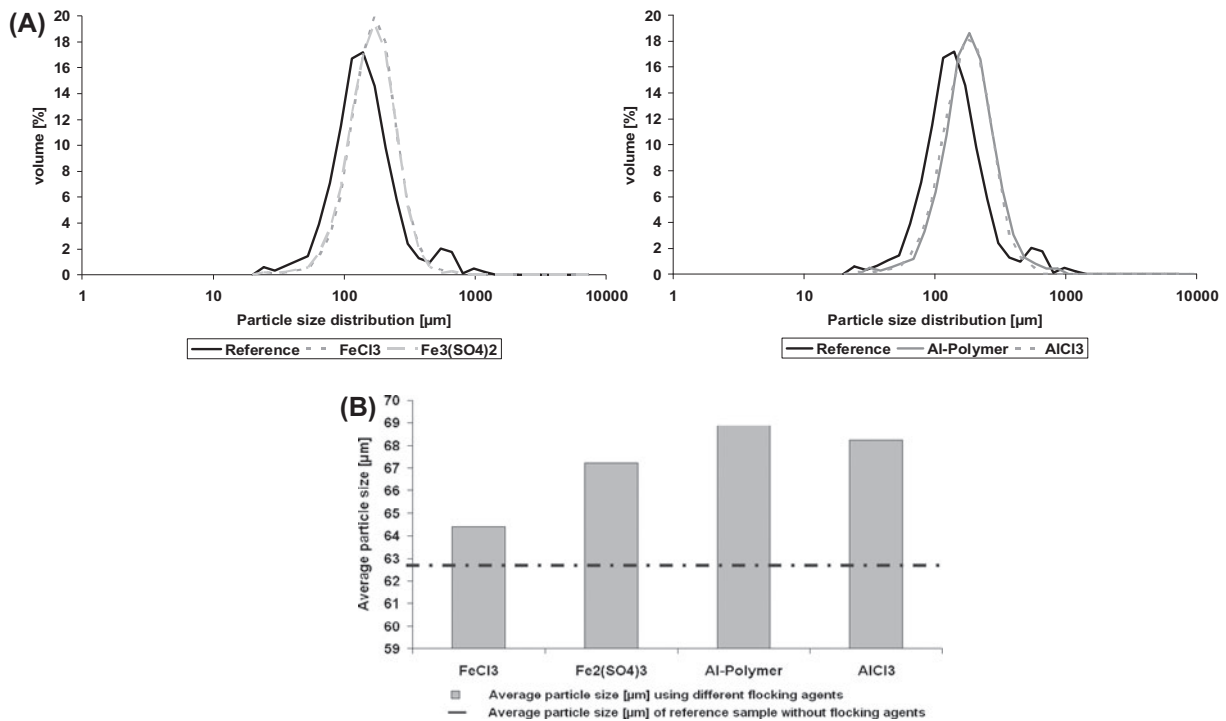 (A)
20
18
16
14
12
10
8
6
4
2
0
volume [%]
1 10 100 1000 10000
Particle size distribution [µm]
Reference FeCl3 Fe3(SO4)2
20
18
16
14
12
10
8
6
4
2
0
volume [%]
1 10 100 1000 10000
Particle size distribution [µm]
Reference Al-Polymer AlCl3
(B)
70
69
68
67
66
65
64
63
62
61
60
59
Average particle size [µm]
FeCl3 Fe2(SO4)3 Al-Polymer AlCl3
Average particle size [µm] using different flocking agents
Average particle size [µm] of reference sample without flocking agents